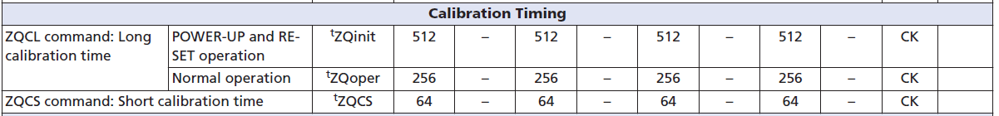 Calibration Timing
ZQCL command: Long calibration time
POWER-UP and RE-
SET operation
tZQinit 512 – 512 – 512 – 512 – CK
Normal operation tZQoper 256 – 256 – 256 – 256 – CK
ZQCS command: Short calibration time tZQCS 64 – 64 – 64 – 64 – CK